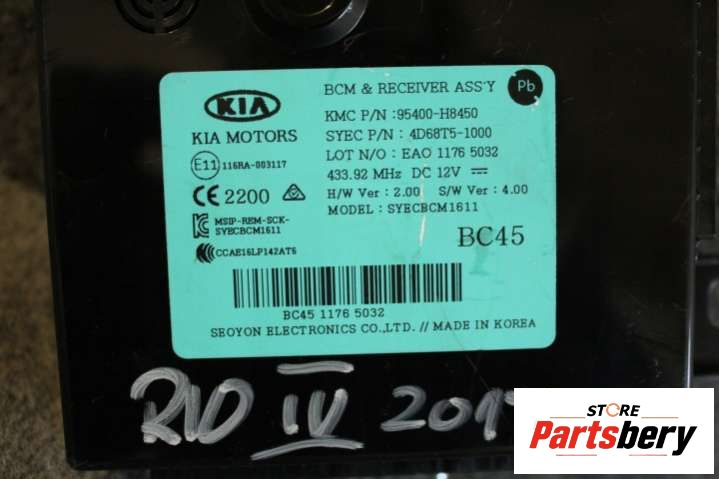 BCM & RECEIVER ASS'Y
Pb
KIA
KIA MOTORS
KMC P/N :95400-H8450
SYEC P/N : 4D68T5-1000
LOT N/O : EAO 1176 5032
433.92 MHz DC 12V
H/W Ver : 2.00 S/W Ver : 4.00
MODEL : SYECBCM1611
E11 116RA-003117
CE 2200
MSIP-REM-SCK-
SYECBCM1611
CCAE16LP142AT6
BC45
BC45 1176 5032
SEOYON ELECTRONICS CO.,LTD. // MADE IN KOREA
IV
STORE
Partsbery